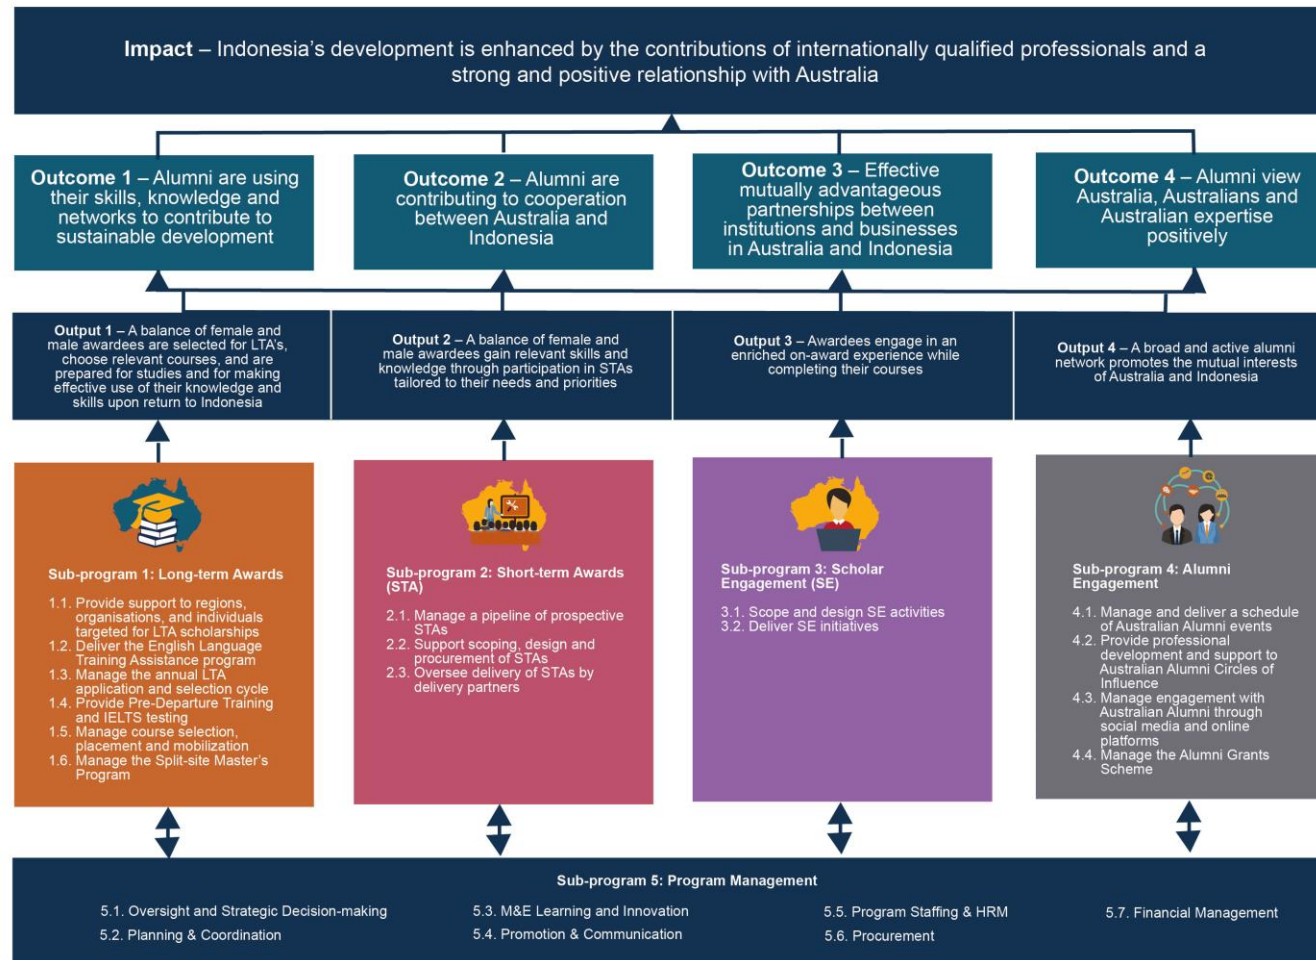 Impact – Indonesia's development is enhanced by the contributions of internationally qualified professionals and a
strong and positive relationship with Australia
Outcome 1 – Alumni are using
their skills, knowledge and
networks to contribute to
sustainable development
Outcome 2 – Alumni are
contributing to cooperation
between Australia and
Indonesia
Outcome 3 – Effective
mutually advantageous
partnerships between
institutions and businesses
in Australia and Indonesia
Outcome 4 – Alumni view
Australia, Australians and
Australian expertise
positively
Output 1 – A balance of female and
male awardees are selected for LTA's,
choose relevant courses, and are
prepared for studies and for making
effective use of their knowledge and
skills upon return to Indonesia
Output 2 – A balance of female and
male awardees gain relevant skills and
knowledge through participation in STAs
tailored to their needs and priorities
Output 3 – Awardees engage in an
enriched on-award experience while
completing their courses
Output 4 – A broad and active alumni
network promotes the mutual interests
of Australia and Indonesia
Sub-program 1: Long-term Awards
1.1. Provide support to regions,
organisations, and individuals
targeted for LTA scholarships
1.2. Deliver the English Language
Training Assistance program
1.3. Manage the annual LTA
application and selection cycle
1.4. Provide Pre-Departure Training
and IELTS testing
1.5. Manage course selection,
placement and mobilization
1.6. Manage the Split-site Master's
Program
Sub-program 2: Short-term Awards
(STA)
2.1. Manage a pipeline of prospective
STAs
2.2. Support scoping, design and
procurement of STAs
2.3. Oversee delivery of STAs by
delivery partners
Sub-program 3: Scholar
Engagement (SE)
3.1. Scope and design SE activities
3.2. Deliver SE initiatives
Sub-program 4: Alumni
Engagement
4.1. Manage and deliver a schedule
of Australian Alumni events
4.2. Provide professional
development and support to
Australian Alumni Circles of
Influence
4.3. Manage engagement with
Australian Alumni through
social media and online
platforms
4.4. Manage the Alumni Grants
Scheme
Sub-program 5: Program Management
5.1. Oversight and Strategic Decision-making
5.2. Planning & Coordination
5.3. M&E Learning and Innovation
5.4. Promotion & Communication
5.5. Program Staffing & HRM
5.6. Procurement
5.7. Financial Management